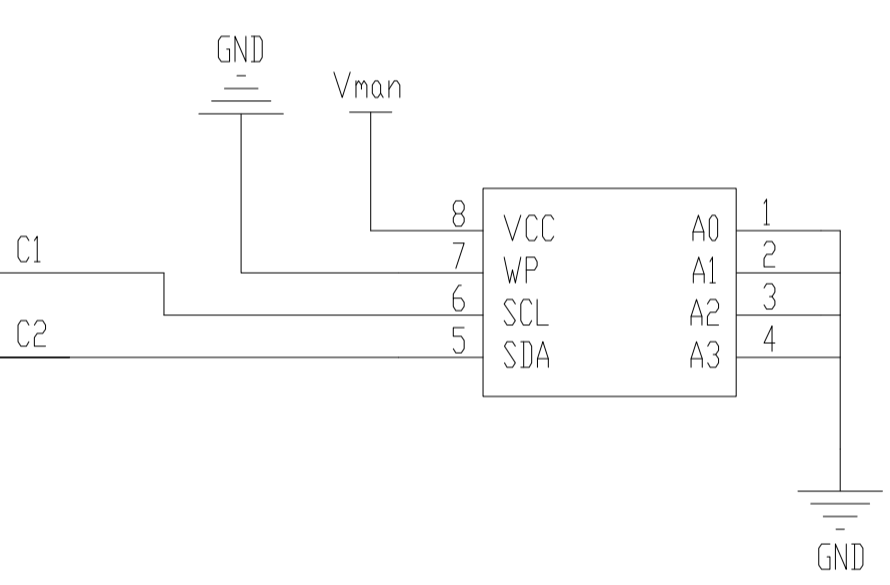 GND
Vman
8 VCC A0 1
C1 7 WP A1 2
6 SCL A2 3
C2 5 SDA A3 4
GND